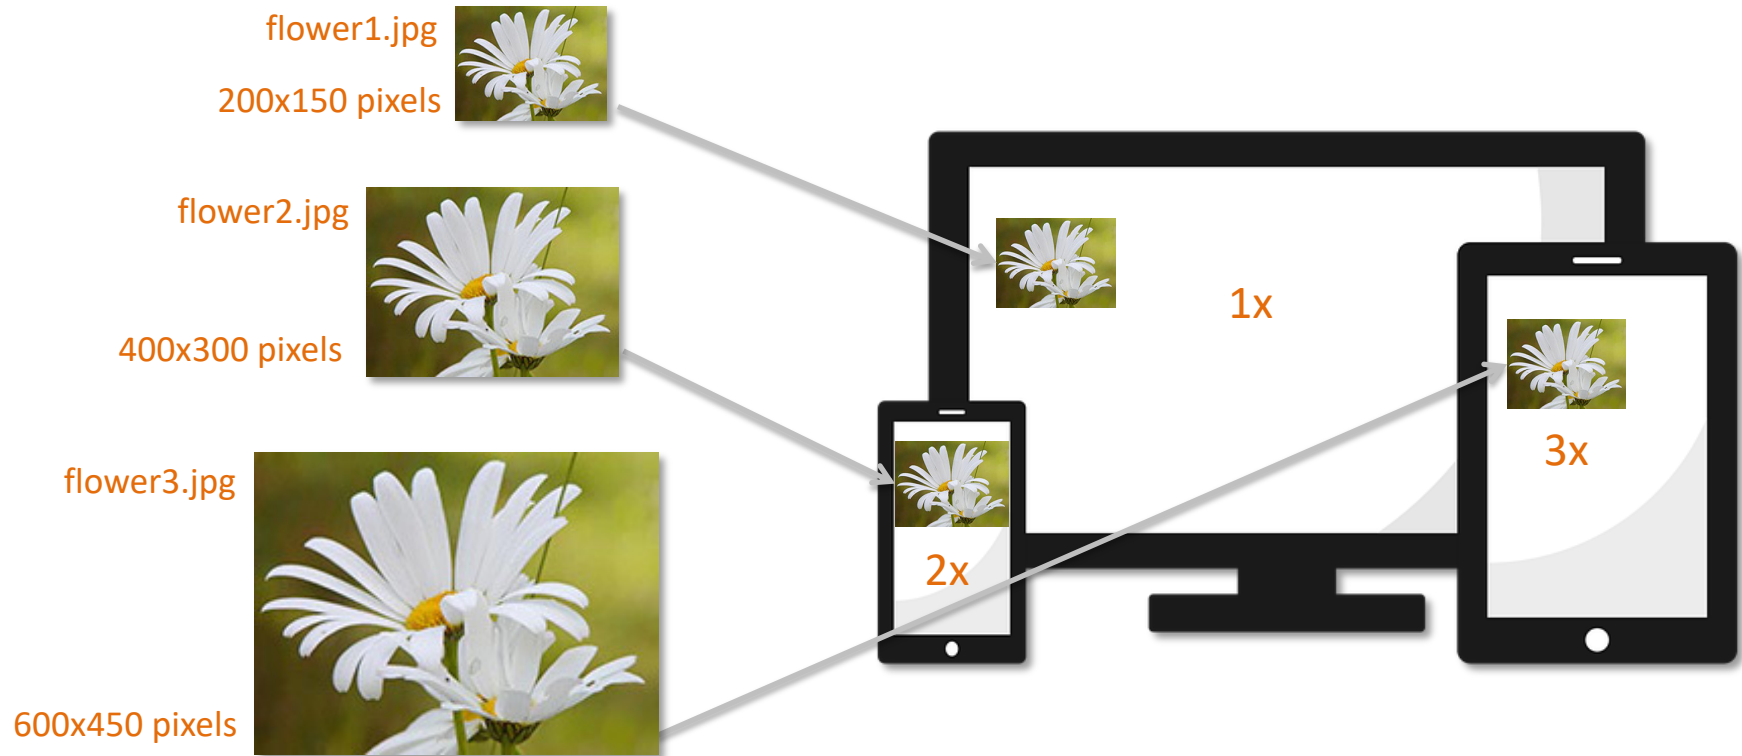 flower1.jpg
200x150 pixels
flower2.jpg
400x300 pixels
flower3.jpg
600x450 pixels
1x
2x
3x